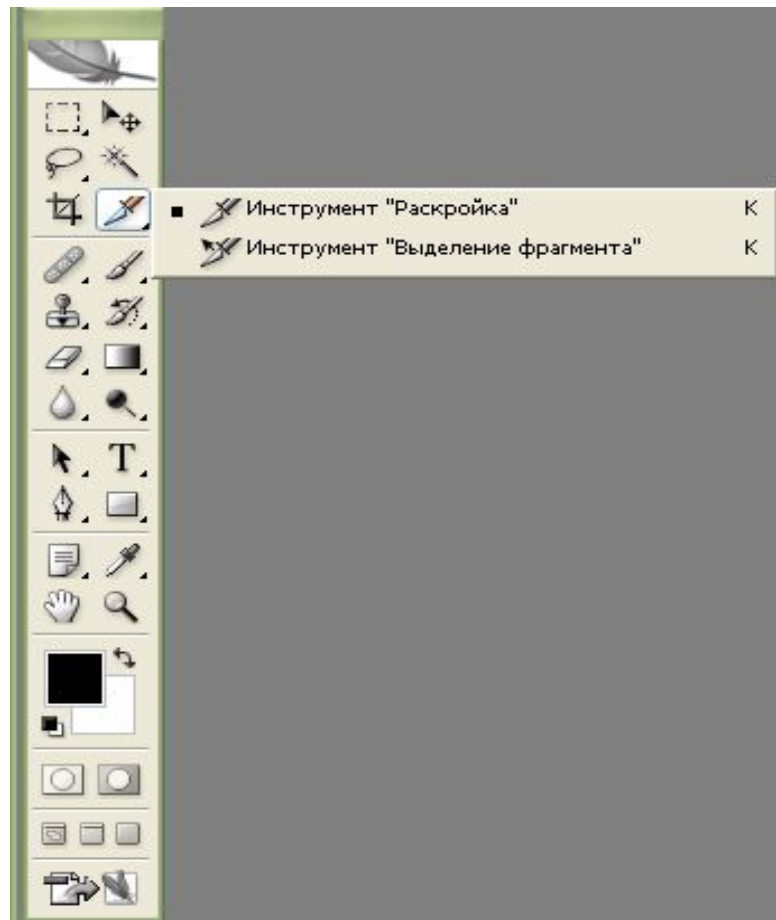 Инструмент "Раскройка" К
Инструмент "Выделение фрагмента" К
T